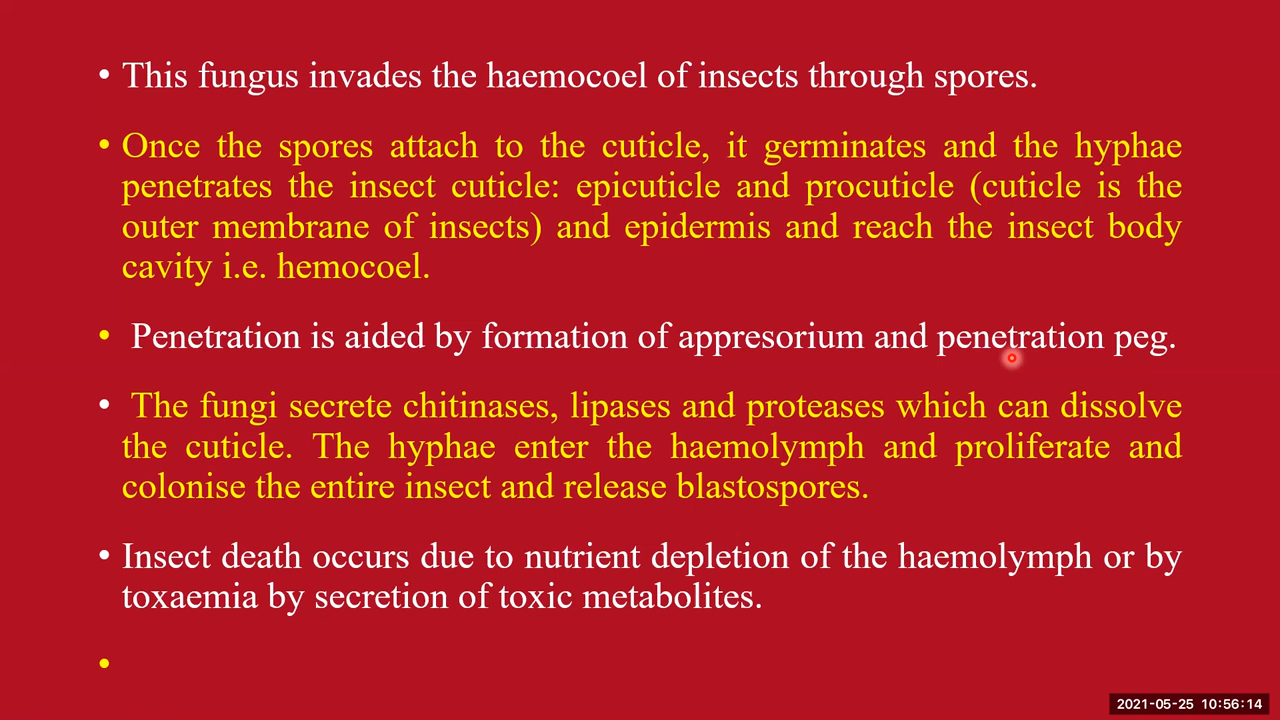 • This fungus invades the haemocoel of insects through spores.
• Once the spores attach to the cuticle, it germinates and the hyphae
penetrates the insect cuticle: epicuticle and procuticle (cuticle is the
outer membrane of insects) and epidermis and reach the insect body
cavity i.e. hemocoel.
• Penetration is aided by formation of appresorium and penetration peg.
• The fungi secrete chitinases, lipases and proteases which can dissolve
the cuticle. The hyphae enter the haemolymph and proliferate and
colonise the entire insect and release blastospores.
• Insect death occurs due to nutrient depletion of the haemolymph or by
toxaemia by secretion of toxic metabolites.
•
2021-05-25 10:56:14